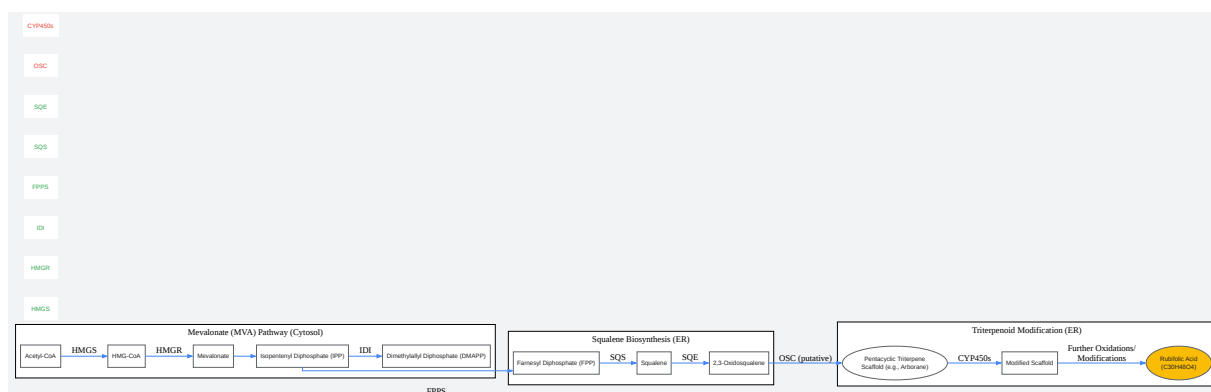 CYP450s
OSC
SQE
SQS
FPPS
IDI
HMGR
HMGS
Mevalonate (MVA) Pathway (Cytosol)
Acetyl-CoA
HMGS
HMG-CoA
HMGR
Mevalonate
Isopentenyl Diphosphate (IPP)
IDI
Dimethylallyl Diphosphate (DMAPP)
FPPS
Squalene Biosynthesis (ER)
Farnesyl Diphosphate (FPP)
SQS
Squalene
SQE
2,3-Oxidosqualene
OSC (putative)
Triterpenoid Modification (ER)
Pentacyclic Triterpene
Scaffold (e.g., Arborane)
CYP450s
Modified Scaffold
Further Oxidations/
Modifications
Rubifolic Acid
(C30H48O4)